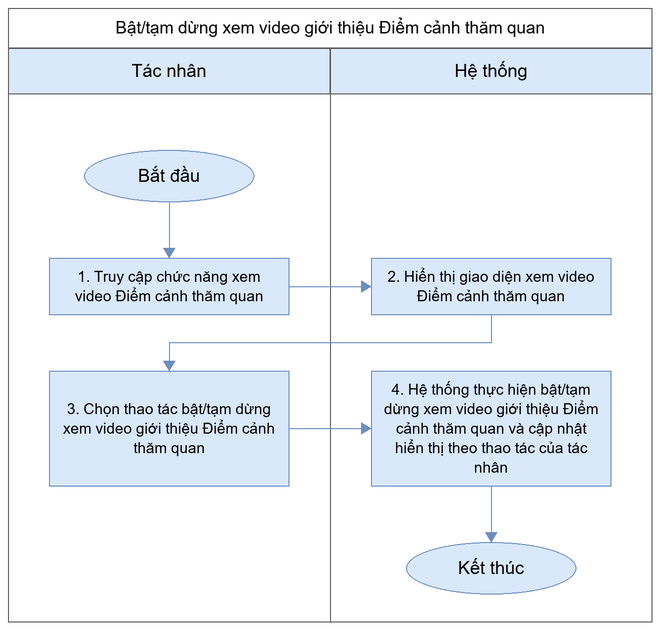 Bật/tạm dừng xem video giới thiệu Điểm cảnh thăm quan
Tác nhân
Hệ thống
Bắt đầu
1. Truy cập chức năng xem
video Điểm cảnh thăm quan
2. Hiển thị giao diện xem video
Điểm cảnh thăm quan
3. Chọn thao tác bật/tạm dừng
xem video giới thiệu Điểm cảnh
thăm quan
4. Hệ thống thực hiện bật/tạm
dừng xem video giới thiệu Điểm
cảnh thăm quan và cập nhật
hiển thị theo thao tác của tác
nhân
Kết thúc